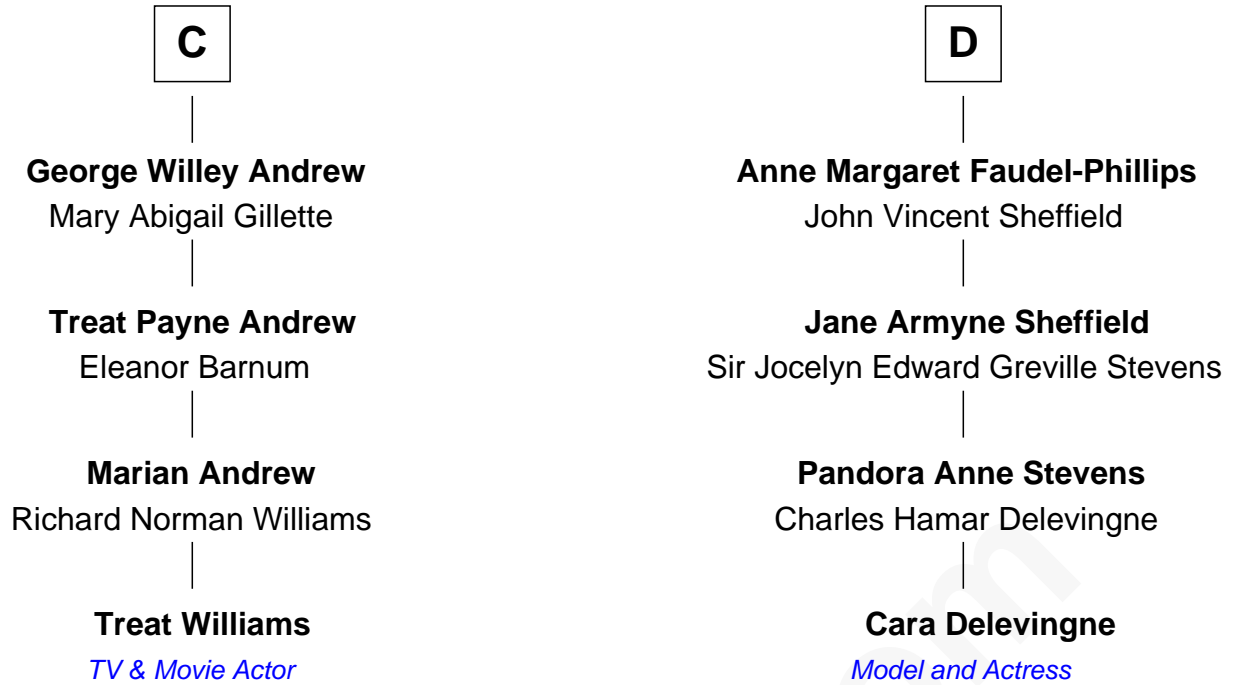 C
George Willey Andrew
Mary Abigail Gillette
Treat Payne Andrew
Eleanor Barnum
Marian Andrew
Richard Norman Williams
Treat Williams
TV & Movie Actor
D
Anne Margaret Faudel-Phillips
John Vincent Sheffield
Jane Armyne Sheffield
Sir Jocelyn Edward Greville Stevens
Pandora Anne Stevens
Charles Hamar Delevingne
Cara Delevingne
Model and Actress